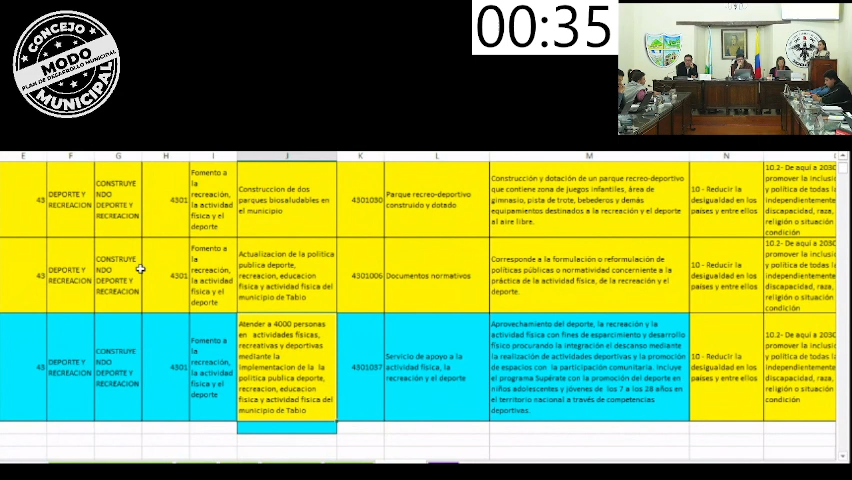 CONCEJO
MODO
PLAN DE DESARROLLO MUNICIPAL
MUNICIPAL
00:35
E F G H I J K L M N
43
DEPORTE Y
RECREACION
CONSTRUYE
NDO
DEPORTE Y
RECREACION
4301
Fomento a
la
recreación,
la actividad
física y el
deporte
Construccion de dos
parques biosaludables en
el municipio
4301030
Parque recreo-deportivo
construido y dotado
Construcción y dotación de un parque recreo-deportivo
que contiene zona de juegos infantiles, área de
gimnasio, pista de trote, bebederos y demás
equipamientos destinados a la recreación y el deporte
al aire libre.
10 - Reducir la
desigualdad en los
países y entre ellos
10.2- De aquí a 2030
promover la inclusi
y política de todas l
independientemente
discapacidad, raza,
religión o situación
condición
43
DEPORTE Y
RECREACION
CONSTRUYE
NDO
DEPORTE Y
RECREACION
4301
Fomento a
la
recreación,
la actividad
física y el
deporte
Actualizacion de la politica
publica deporte,
recreacion, educacion
fisica y actividad física del
municipio de Tabio
4301006
Documentos normativos
Corresponde a la formulación o reformulación de
políticas públicas o normatividad concerniente a la
práctica de la actividad física, de la recreación y el
deporte.
10 - Reducir la
desigualdad en los
países y entre ellos
10.2- De aquí a 2030
promover la inclusi
y política de todas l
independientemente
discapacidad, raza,
religión o situación
condición
43
DEPORTE Y
RECREACION
CONSTRUYE
NDO
DEPORTE Y
RECREACION
4301
Fomento a
la
recreación,
la actividad
física y el
deporte
Atender a 4000 personas
en actividades físicas,
recreativas y deportivas
mediante la
Implementacion de la la
politica publica deporte,
recreacion, educacion
fisica y actividad física del
municipio de Tabio
4301037
Servicio de apoyo a la
actividad física, la
recreación y el deporte
Aprovechamiento del deporte, la recreación y la
actividad física con fines de esparcimiento y desarrollo
físico procurando la integración el descanso mediante
la realización de actividades deportivas y la promoción
de espacios con la participación comunitaria. Incluye
el programa Supérate con la promoción del deporte en
niños adolescentes y jóvenes de los 7 a los 28 años en
el territorio nacional a través de competencias
deportivas.
10 - Reducir la
desigualdad en los
países y entre ellos
10.2- De aquí a 2030
promover la inclusi
y política de todas l
independientemente
discapacidad, raza,
religión o situación
condición